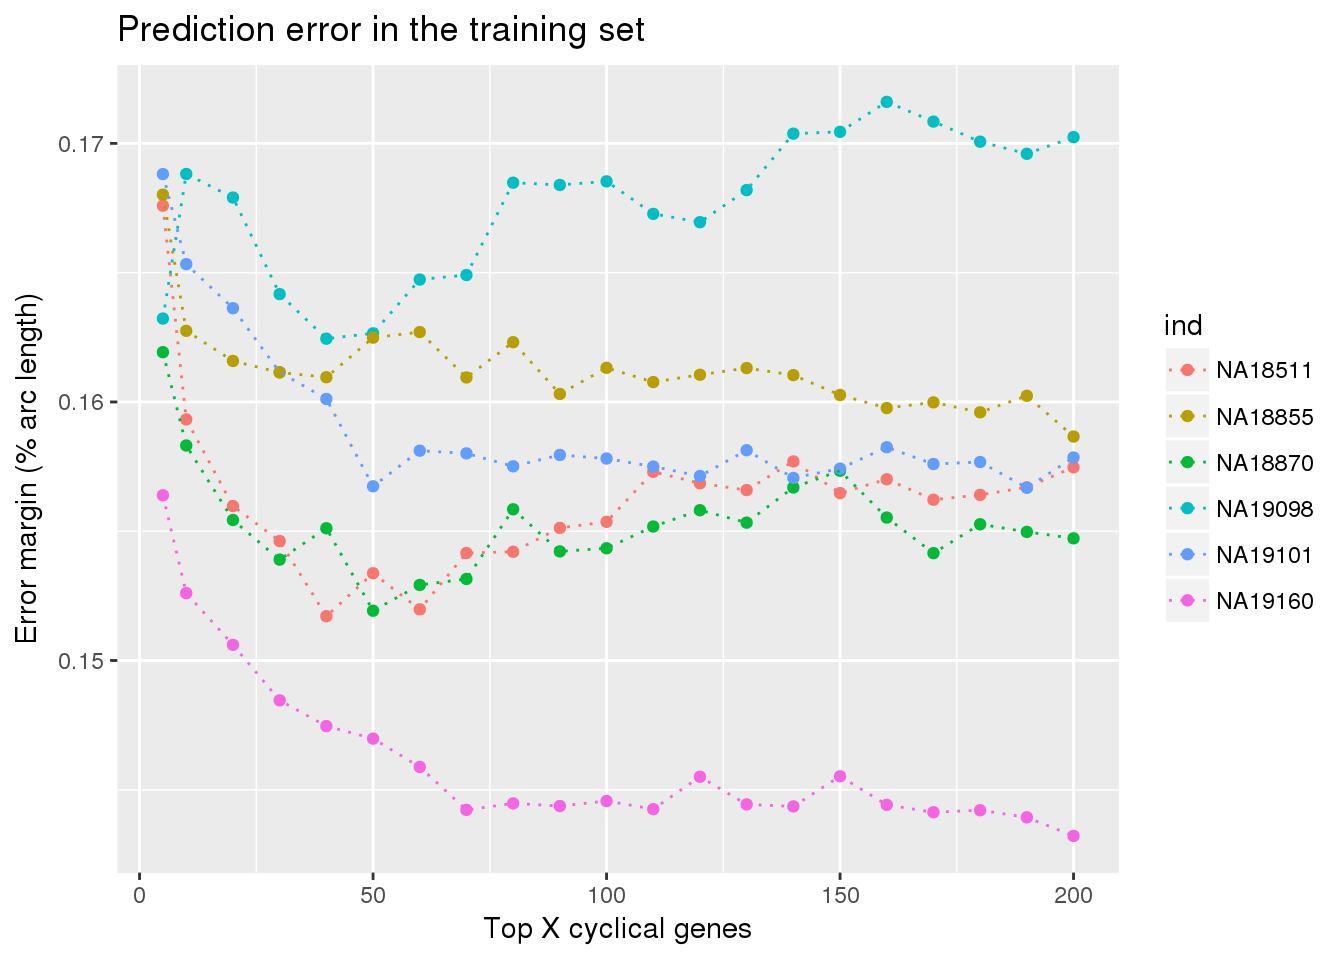 Prediction error in the training set
0.17
0.16
0.15
Error margin (% arc length)
0
50
100
150
200
Top X cyclical genes
ind
NA18511
NA18855
NA18870
NA19098
NA19101
NA19160